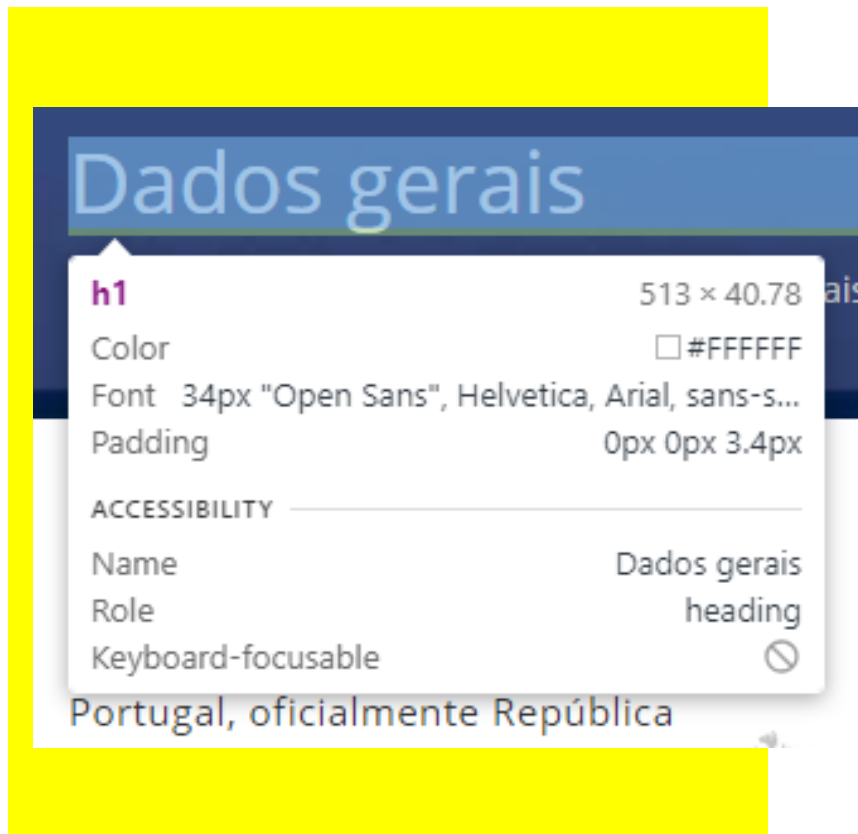 Dados gerais
h1 513 × 40.78
ais
Color #FFFFFF
Font 34px "Open Sans", Helvetica, Arial, sans-s...
Padding 0px 0px 3.4px
ACCESSIBILITY
Name Dados gerais
Role heading
Keyboard-focusable
Portugal, oficialmente República